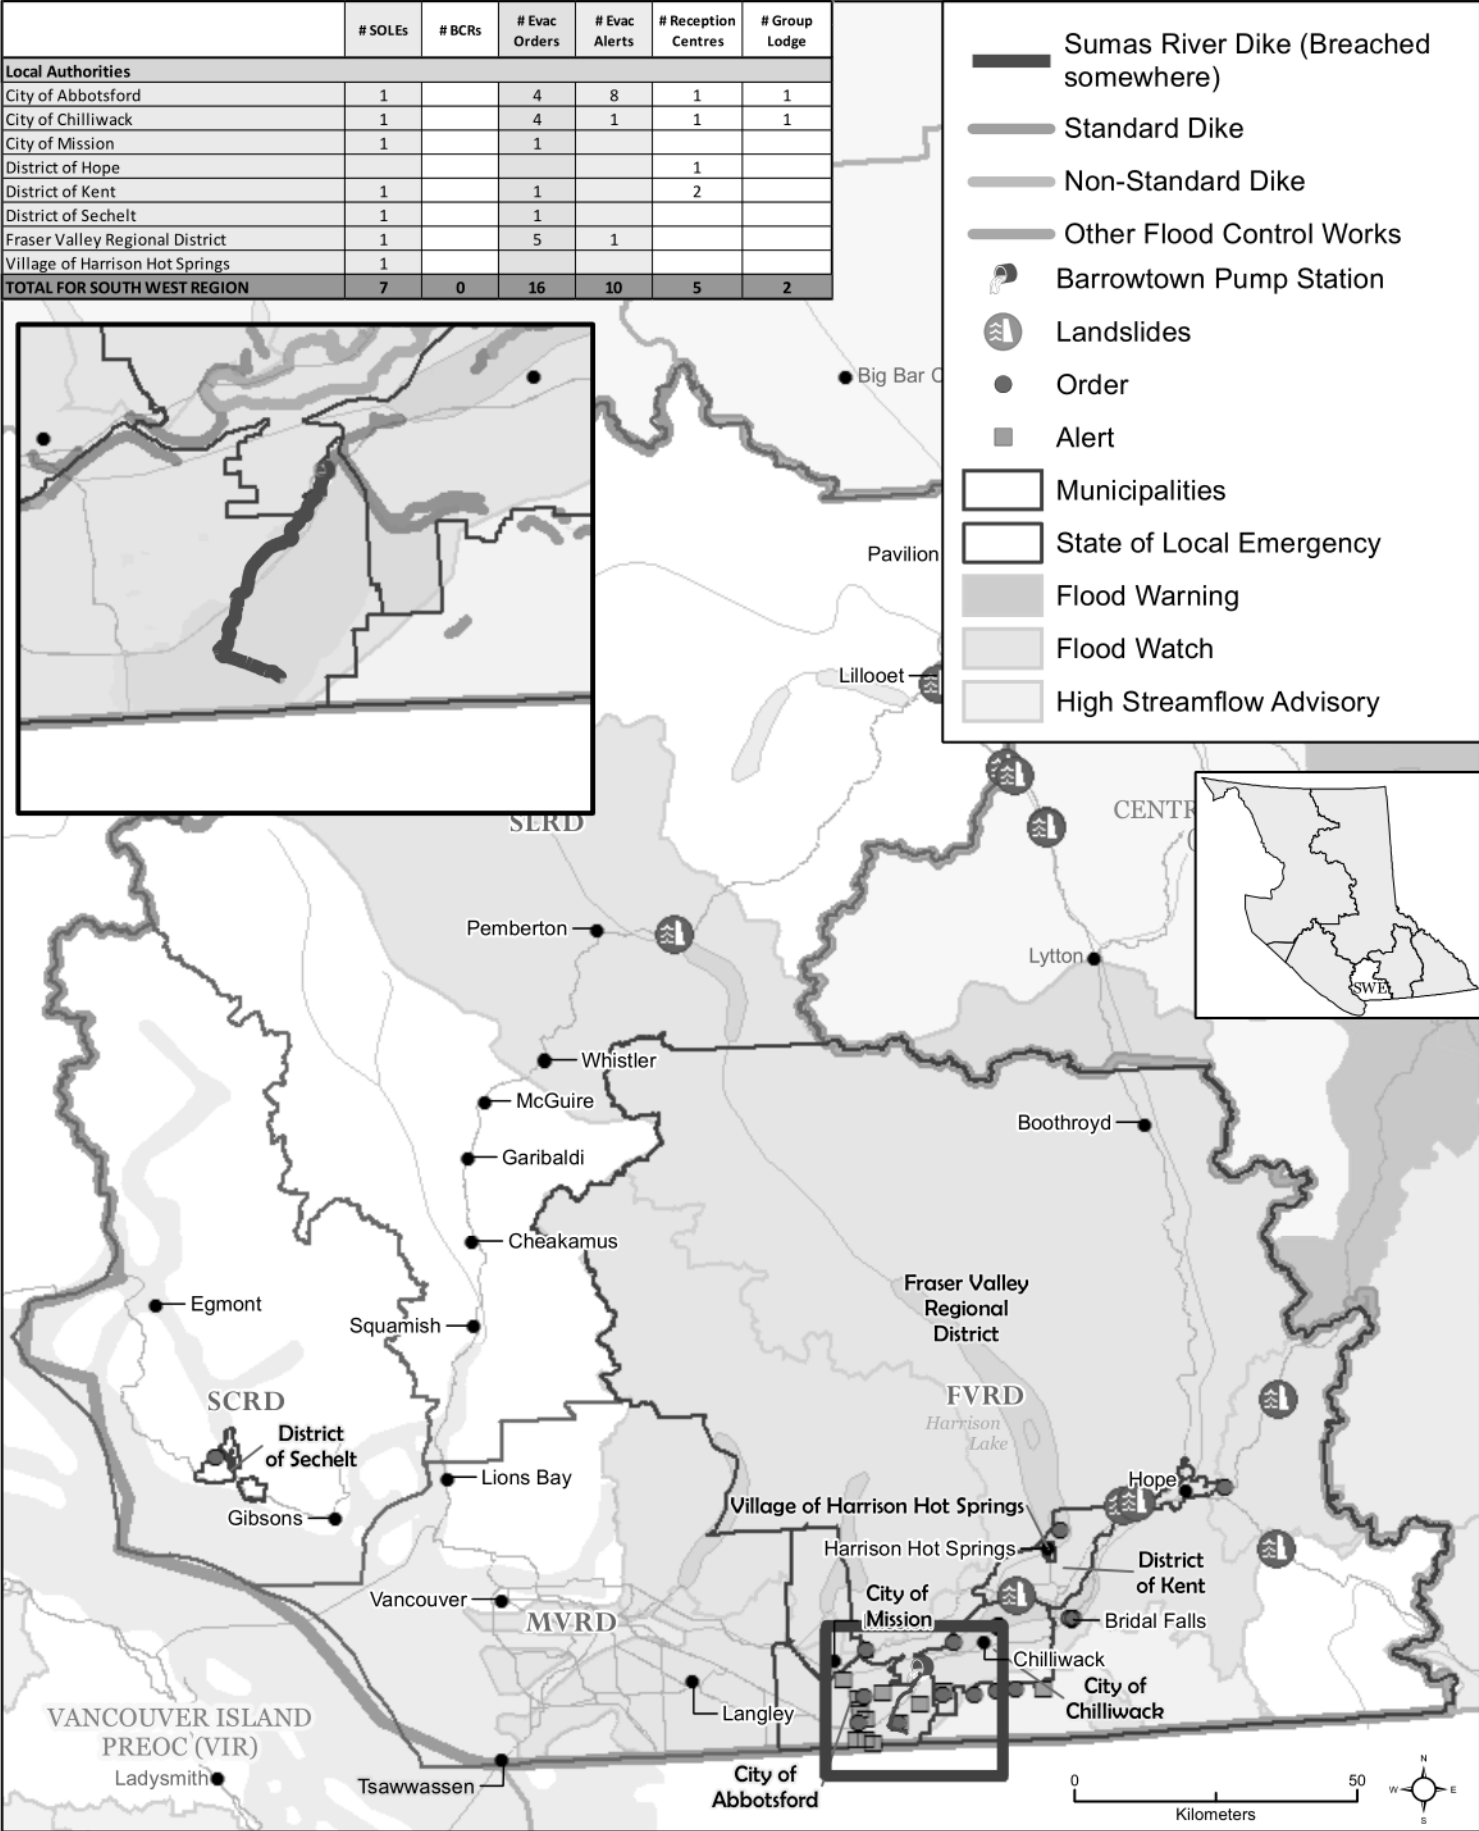 # SOLEs # BCRs # Evac Orders # Evac Alerts # Reception Centres # Group Lodge
Local Authorities
City of Abbotsford 1 4 8 1 1
City of Chilliwack 1 4 1 1 1
City of Mission 1 1
District of Hope 1
District of Kent 1 1 2
District of Sechelt 1 1
Fraser Valley Regional District 1 5 1
Village of Harrison Hot Springs 1
TOTAL FOR SOUTH WEST REGION 7 0 16 10 5 2
Sumas River Dike (Breached
somewhere)
Standard Dike
Non-Standard Dike
Other Flood Control Works
Barrowtown Pump Station
Landslides
Order
Alert
Municipalities
State of Local Emergency
Flood Warning
Flood Watch
High Streamflow Advisory
Big Bar C
Pavilion
Lillooet
CENTR
SWE
SLRD
Pemberton
Lytton
Whistler
McGuire
Boothroyd
Garibaldi
Cheakamus
Egmont
Squamish
Fraser Valley
Regional
District
SCRD
FVRD
Harrison
Lake
District
of Sechelt
Lions Bay
Hope
Gibsons
Village of Harrison Hot Springs
Harrison Hot Springs
District
of Kent
City of
Mission
Vancouver
MVRD
Bridal Falls
Chilliwack
City of
Chilliwack
Langley
VANCOUVER ISLAND
PREOC (VIR)
Ladysmith
Tsawwassen
City of
Abbotsford
0 50
Kilometers
N
W E
S